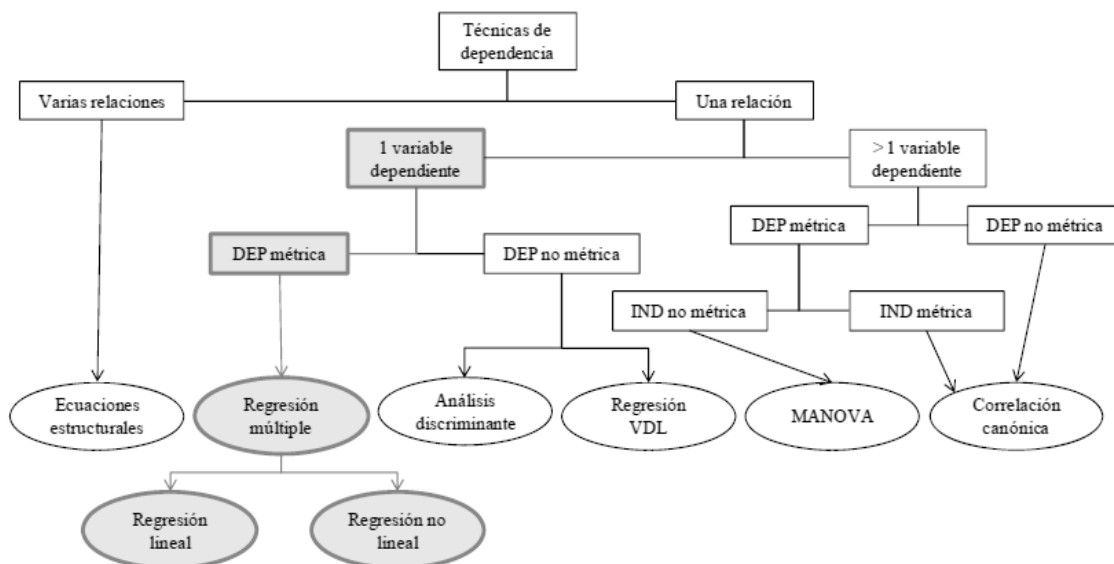 Técnicas de
dependencia
Varias relaciones
Una relación
1 variable
dependiente
> 1 variable
dependiente
DEP métrica
DEP no métrica
DEP métrica
DEP no métrica
IND no métrica
IND métrica
Ecuaciones
estructurales
Regresión
múltiple
Análisis
discriminante
Regresión
VDL
MANOVA
Correlación
canónica
Regresión
lineal
Regresión no
lineal